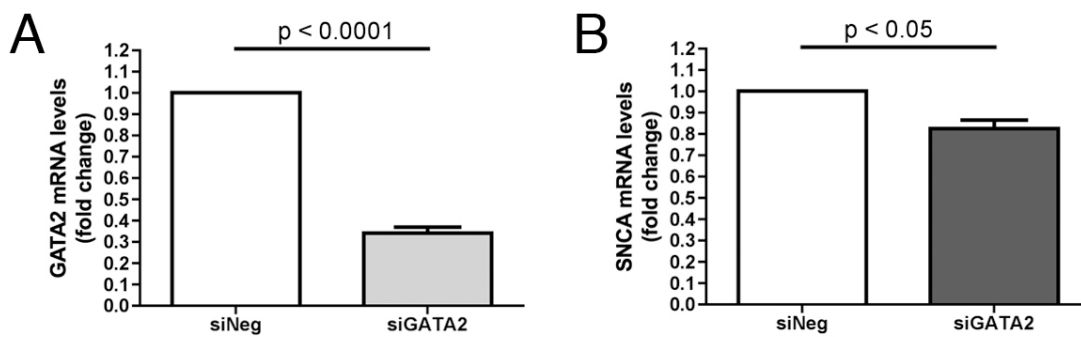 A
p < 0.0001
GATA2 mRNA levels
(fold change)
1.2
1.1
1.0
0.9
0.8
0.7
0.6
0.5
0.4
0.3
0.2
0.1
0.0
siNeg
siGATA2
B
p < 0.05
SNCA mRNA levels
(fold change)
1.2
1.1
1.0
0.9
0.8
0.7
0.6
0.5
0.4
0.3
0.2
0.1
0.0
siNeg
siGATA2